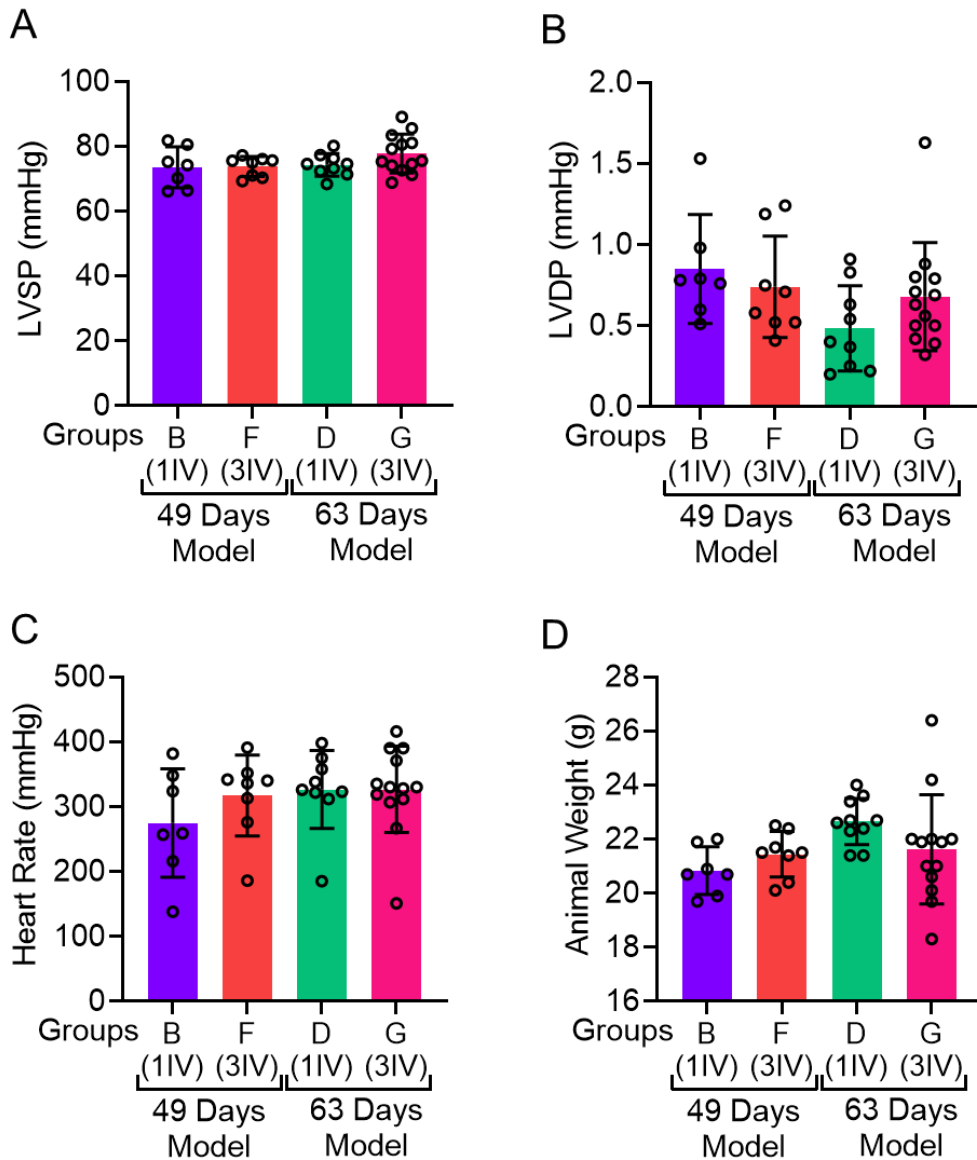 A
LVSP (mmHg)
100
80
60
40
20
0
Groups B F D G
(1IV) (3IV) (1IV) (3IV)
49 Days Model
63 Days Model
B
LVDP (mmHg)
2.0
1.5
1.0
0.5
0.0
Groups B F D G
(1IV) (3IV) (1IV) (3IV)
49 Days Model
63 Days Model
C
Heart Rate (mmHg)
500
400
300
200
100
0
Groups B F D G
(1IV) (3IV) (1IV) (3IV)
49 Days Model
63 Days Model
D
Animal Weight (g)
28
26
24
22
20
18
16
Groups B F D G
(1IV) (3IV) (1IV) (3IV)
49 Days Model
63 Days Model